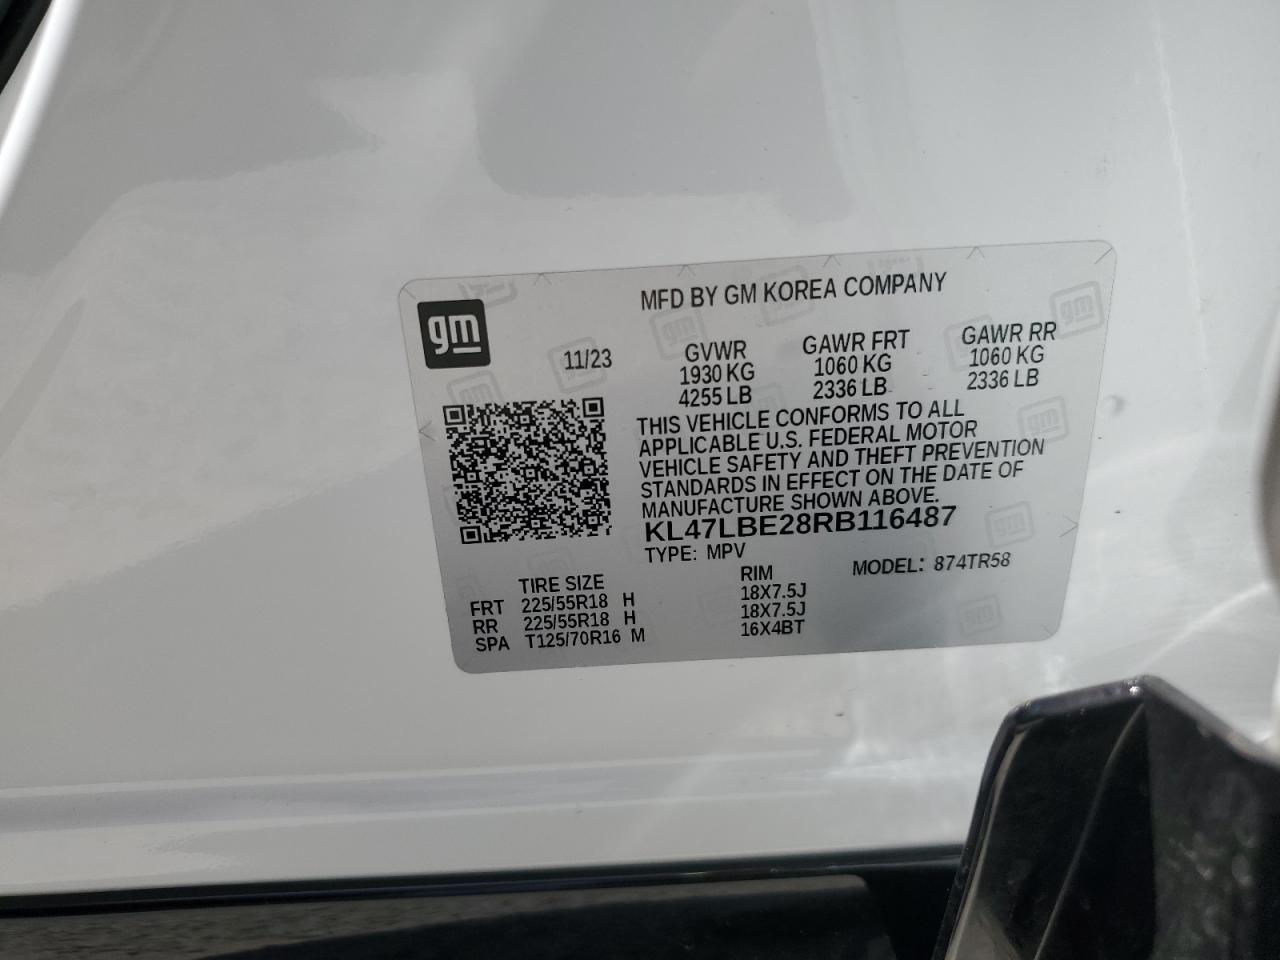 gm
MFD BY GM KOREA COMPANY
11/23 GVWR GAWR FRT GAWR RR
1930 KG 1060 KG 1060 KG
4255 LB 2336 LB 2336 LB
THIS VEHICLE CONFORMS TO ALL
APPLICABLE U.S. FEDERAL MOTOR
VEHICLE SAFETY AND THEFT PREVENTION
STANDARDS IN EFFECT ON THE DATE OF
MANUFACTURE SHOWN ABOVE.
KL47LBE28RB116487
TYPE: MPV MODEL: 874TR58
TIRE SIZE RIM
FRT 225/55R18 H 18X7.5J
RR 225/55R18 H 18X7.5J
SPA T125/70R16 M 16X4BT